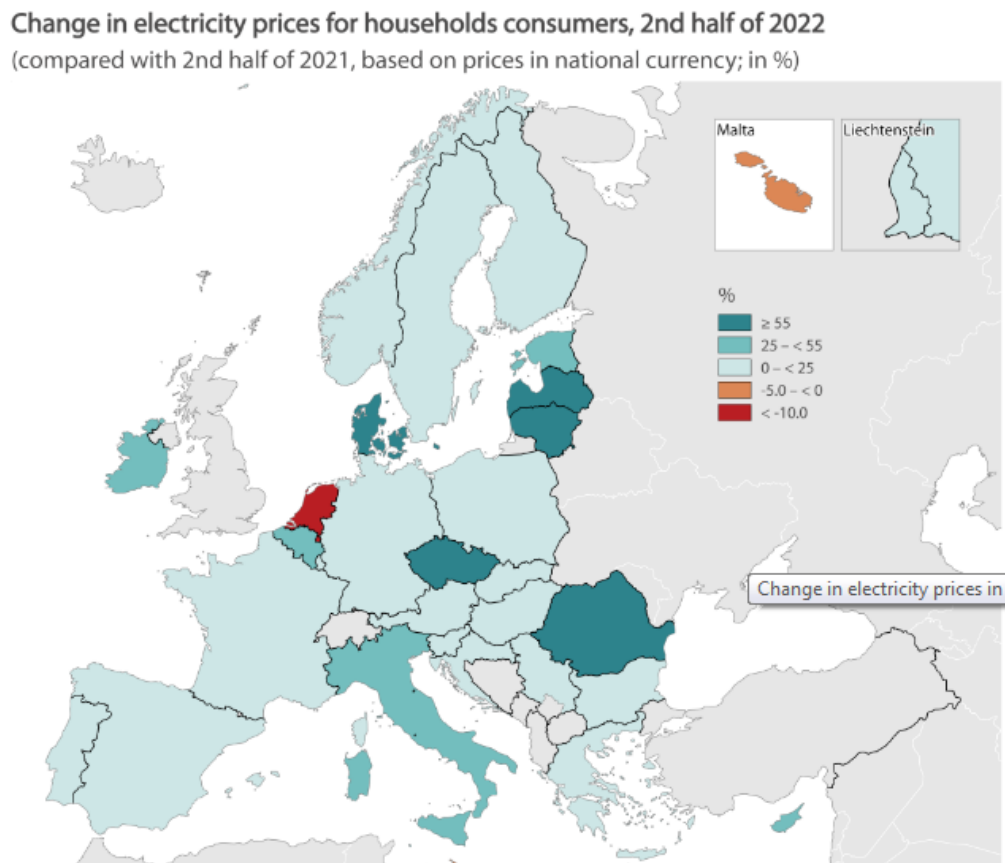 Change in electricity prices for households consumers, 2nd half of 2022
(compared with 2nd half of 2021, based on prices in national currency; in %)
Malta
Liechtenstein
%
≥ 55
25 – < 55
0 – < 25
-5.0 – < 0
< -10.0
Change in electricity prices in